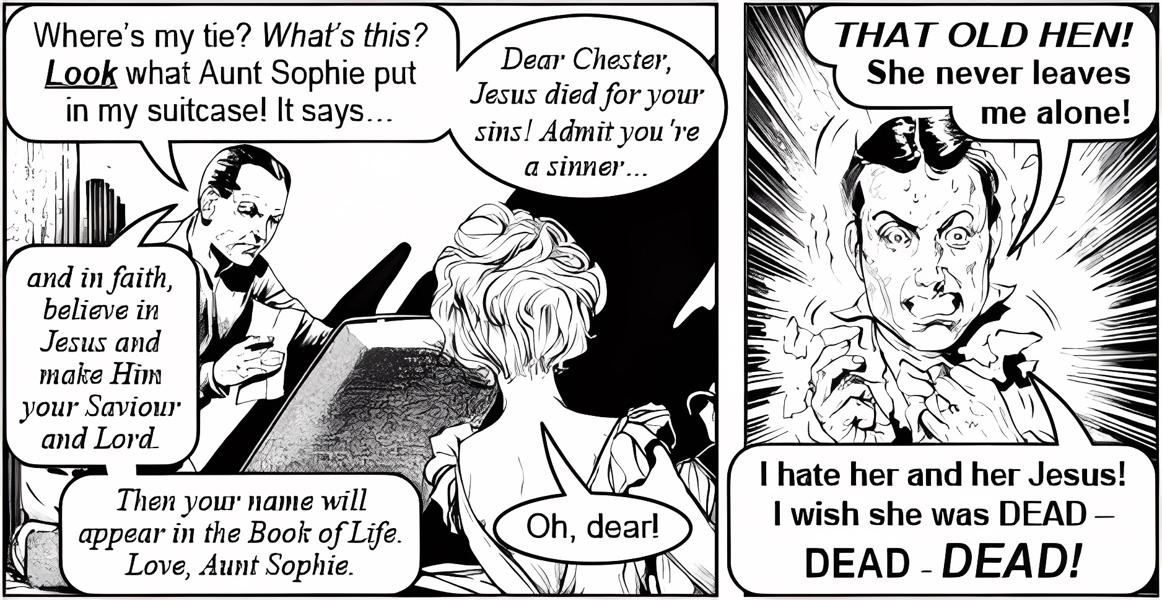 Where's my tie? What's this?
Look what Aunt Sophie put
in my suitcase! It says...
Dear Chester,
Jesus died for your
sins! Admit you're
a sinner...
and in faith,
believe in
Jesus and
make Him
your Saviour
and Lord.
Then your name will
appear in the Book of Life.
Love, Aunt Sophie.
Oh, dear!
THAT OLD HEN!
She never leaves
me alone!
I hate her and her Jesus!
I wish she was DEAD –
DEAD - DEAD!